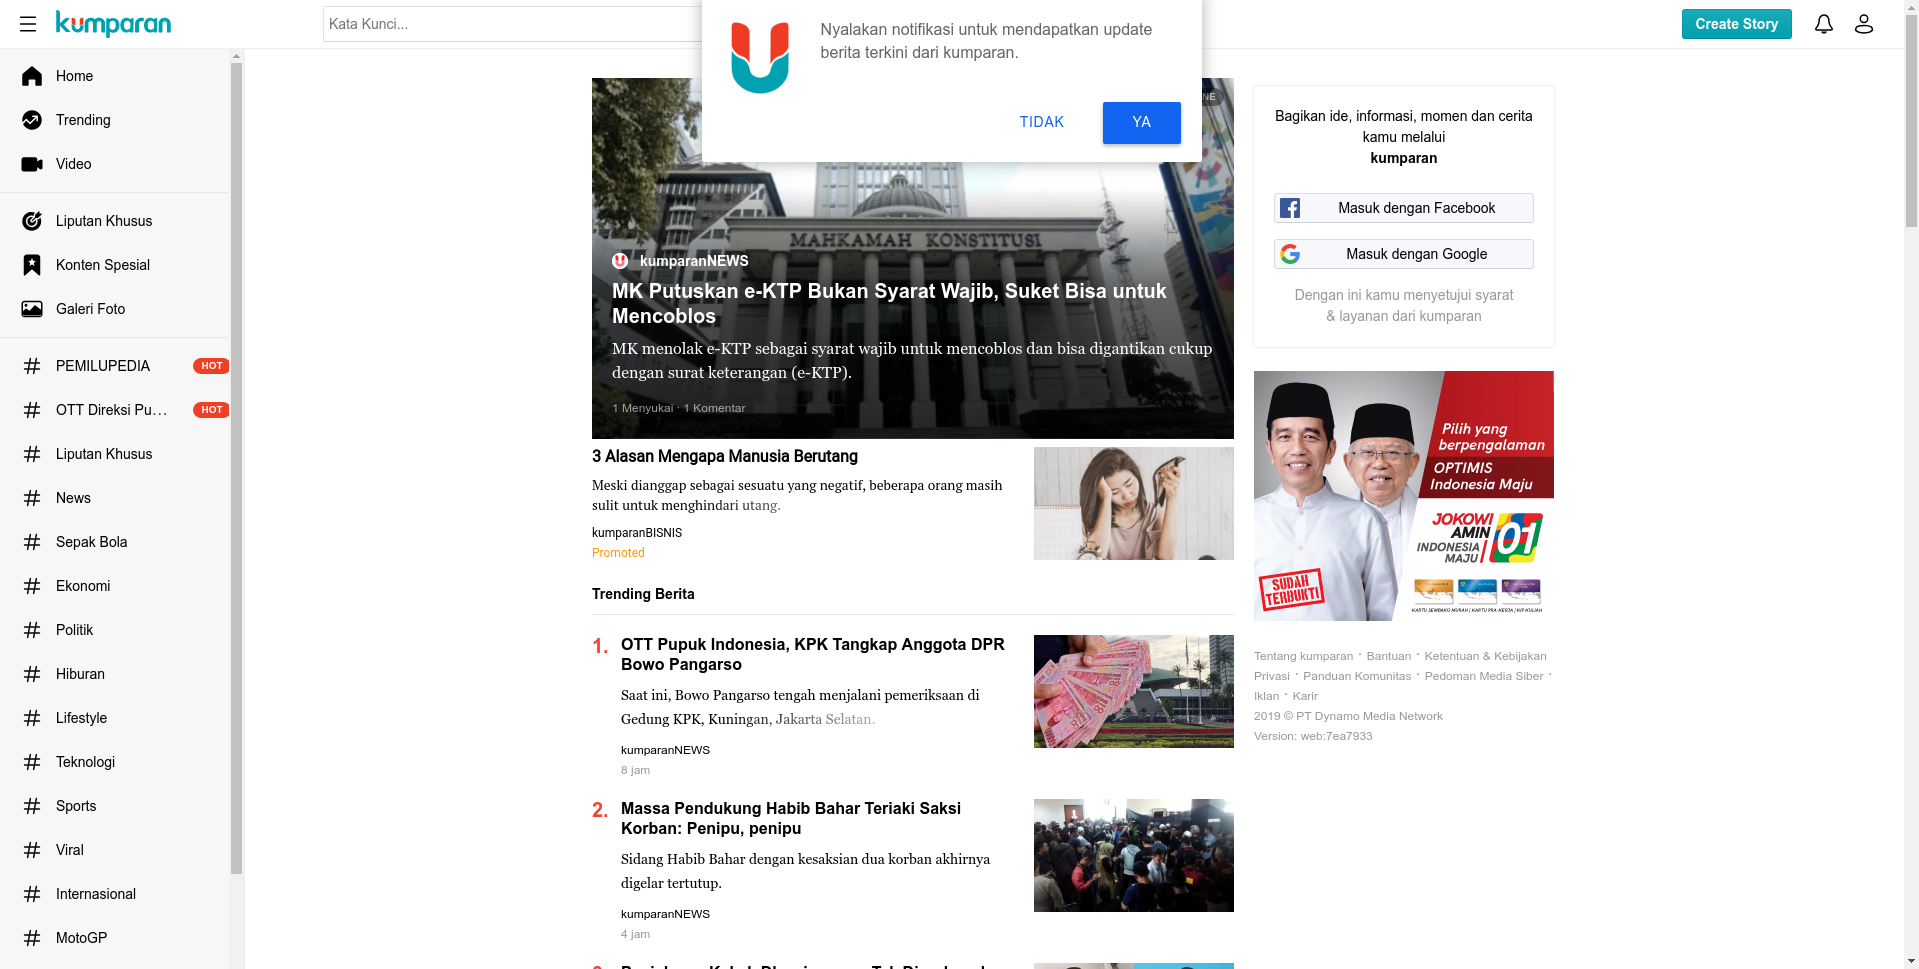 kumparan
Kata Kunci...
Nyalakan notifikasi untuk mendapatkan update
berita terkini dari kumparan.
TIDAK
YA
Create Story
Home
Trending
Video
Liputan Khusus
Konten Spesial
Galeri Foto
PEMILUPEDIA HOT
OTT Direksi Pu... HOT
Liputan Khusus
News
Sepak Bola
Ekonomi
Politik
Hiburan
Lifestyle
Teknologi
Sports
Viral
Internasional
MotoGP
NE
MAHKAMAH KONSTITUSI
kumparanNEWS
MK Putuskan e-KTP Bukan Syarat Wajib, Suket Bisa untuk
Mencoblos
MK menolak e-KTP sebagai syarat wajib untuk mencoblos dan bisa digantikan cukup
dengan surat keterangan (e-KTP).
1 Menyukai · 1 Komentar
3 Alasan Mengapa Manusia Berutang
Meski dianggap sebagai sesuatu yang negatif, beberapa orang masih
sulit untuk menghindari utang.
kumparanBISNIS
Promoted
Trending Berita
1. OTT Pupuk Indonesia, KPK Tangkap Anggota DPR
Bowo Pangarso
Saat ini, Bowo Pangarso tengah menjalani pemeriksaan di
Gedung KPK, Kuningan, Jakarta Selatan.
kumparanNEWS
8 jam
2. Massa Pendukung Habib Bahar Teriaki Saksi
Korban: Penipu, penipu
Sidang Habib Bahar dengan kesaksian dua korban akhirnya
digelar tertutup.
kumparanNEWS
4 jam
Bagikan ide, informasi, momen dan cerita
kamu melalui
kumparan
Masuk dengan Facebook
Masuk dengan Google
Dengan ini kamu menyetujui syarat
& layanan dari kumparan
Pilih yang
berpengalaman
OPTIMIS
Indonesia Maju
JOKOWI
AMIN
INDONESIA
MAJU
01
SUDAH
TERBUKTI
KARTU SEMBAKO MURAH | KARTU PRA-KERJA | KIP KULIAH
Tentang kumparan · Bantuan · Ketentuan & Kebijakan
Privasi · Panduan Komunitas · Pedoman Media Siber ·
Iklan · Karir
2019 © PT Dynamo Media Network
Version: web:7ea7933